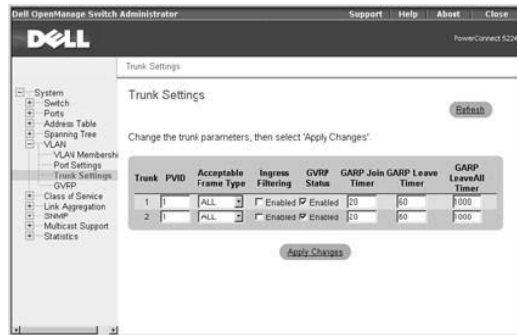 Dell OpenManage Switch Administrator
Support Help About Close
DELL
PowerConnect 5224
Trunk Settings
System
Switch
Ports
Address Table
Spanning Tree
VLAN
VLAN Membershi
Port Settings
Trunk Settings
GVRP
Class of Service
Link Aggregation
SNMP
Multicast Support
Statistics
Trunk Settings
Refresh
Change the trunk parameters, then select 'Apply Changes'.
Trunk PVID Acceptable Frame Type Ingress Filtering GVRP Status GARP Join Timer GARP Leave Timer GARP LeaveAll Timer
1 1 ALL Enabled Enabled 20 60 1000
2 1 ALL Enabled Enabled 20 60 1000
Apply Changes